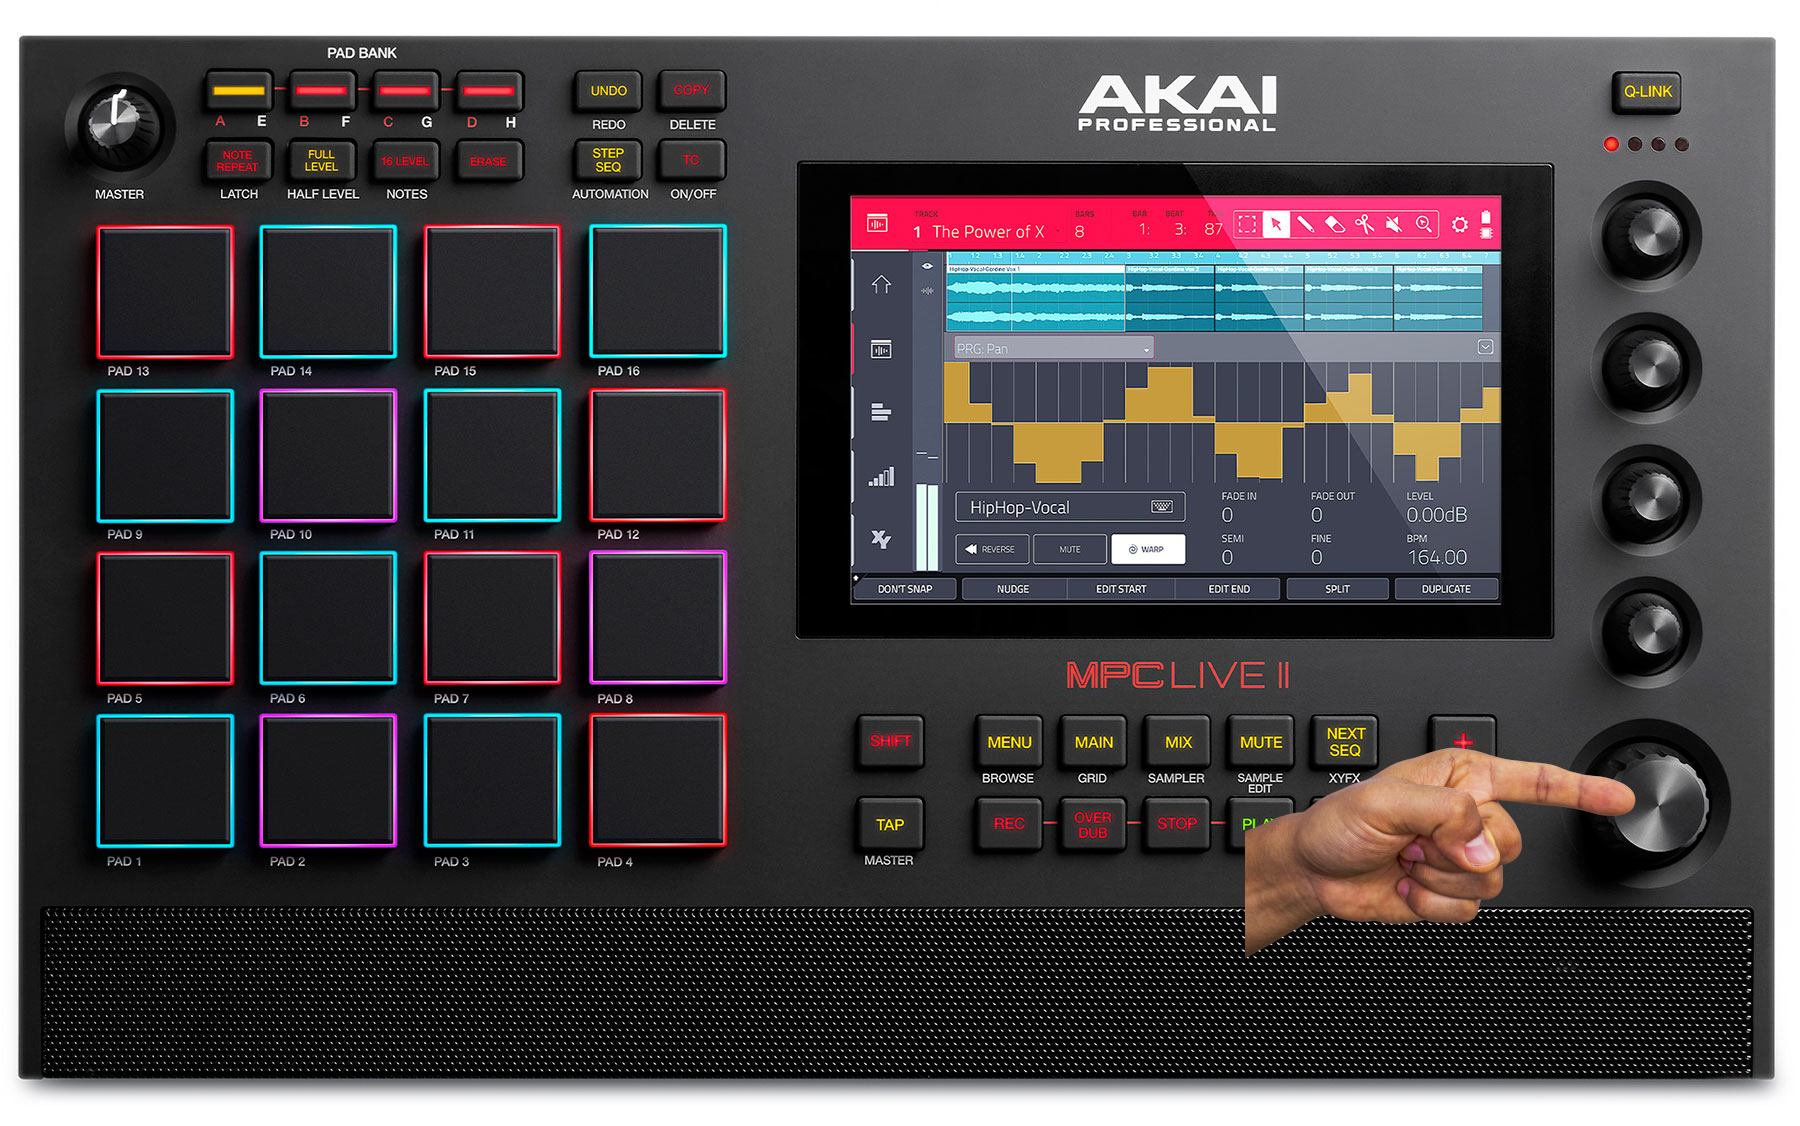 PAD BANK
A E B F C G D H
UNDO COPY
REDO DELETE
NOTE REPEAT
FULL LEVEL
16 LEVEL
ERASE
STEP SEQ
TO
MASTER
LATCH HALF LEVEL NOTES
AUTOMATION ON/OFF
PAD 13 PAD 14 PAD 15 PAD 16
PAD 9 PAD 10 PAD 11 PAD 12
PAD 5 PAD 6 PAD 7 PAD 8
PAD 1 PAD 2 PAD 3 PAD 4
AKAI
PROFESSIONAL
Q-LINK
TRACK BARS BAR BEAT
1 The Power of X 8 1: 3: 87
HipHop-Vocal-Gordine Vox 1
PRG: Pan
HipHop-Vocal
REVERSE MUTE WARP
FADE IN FADE OUT LEVEL
0 0 0.00dB
SEMI FINE BPM
0 0 164.00
DON'T SNAP NUDGE EDIT START EDIT END SPLIT DUPLICATE
MPC LIVE II
SHIFT
MENU MAIN MIX MUTE NEXT SEQ +
BROWSE GRID SAMPLER SAMPLE EDIT XYFX
TAP
REC OVER DUB STOP
MASTER